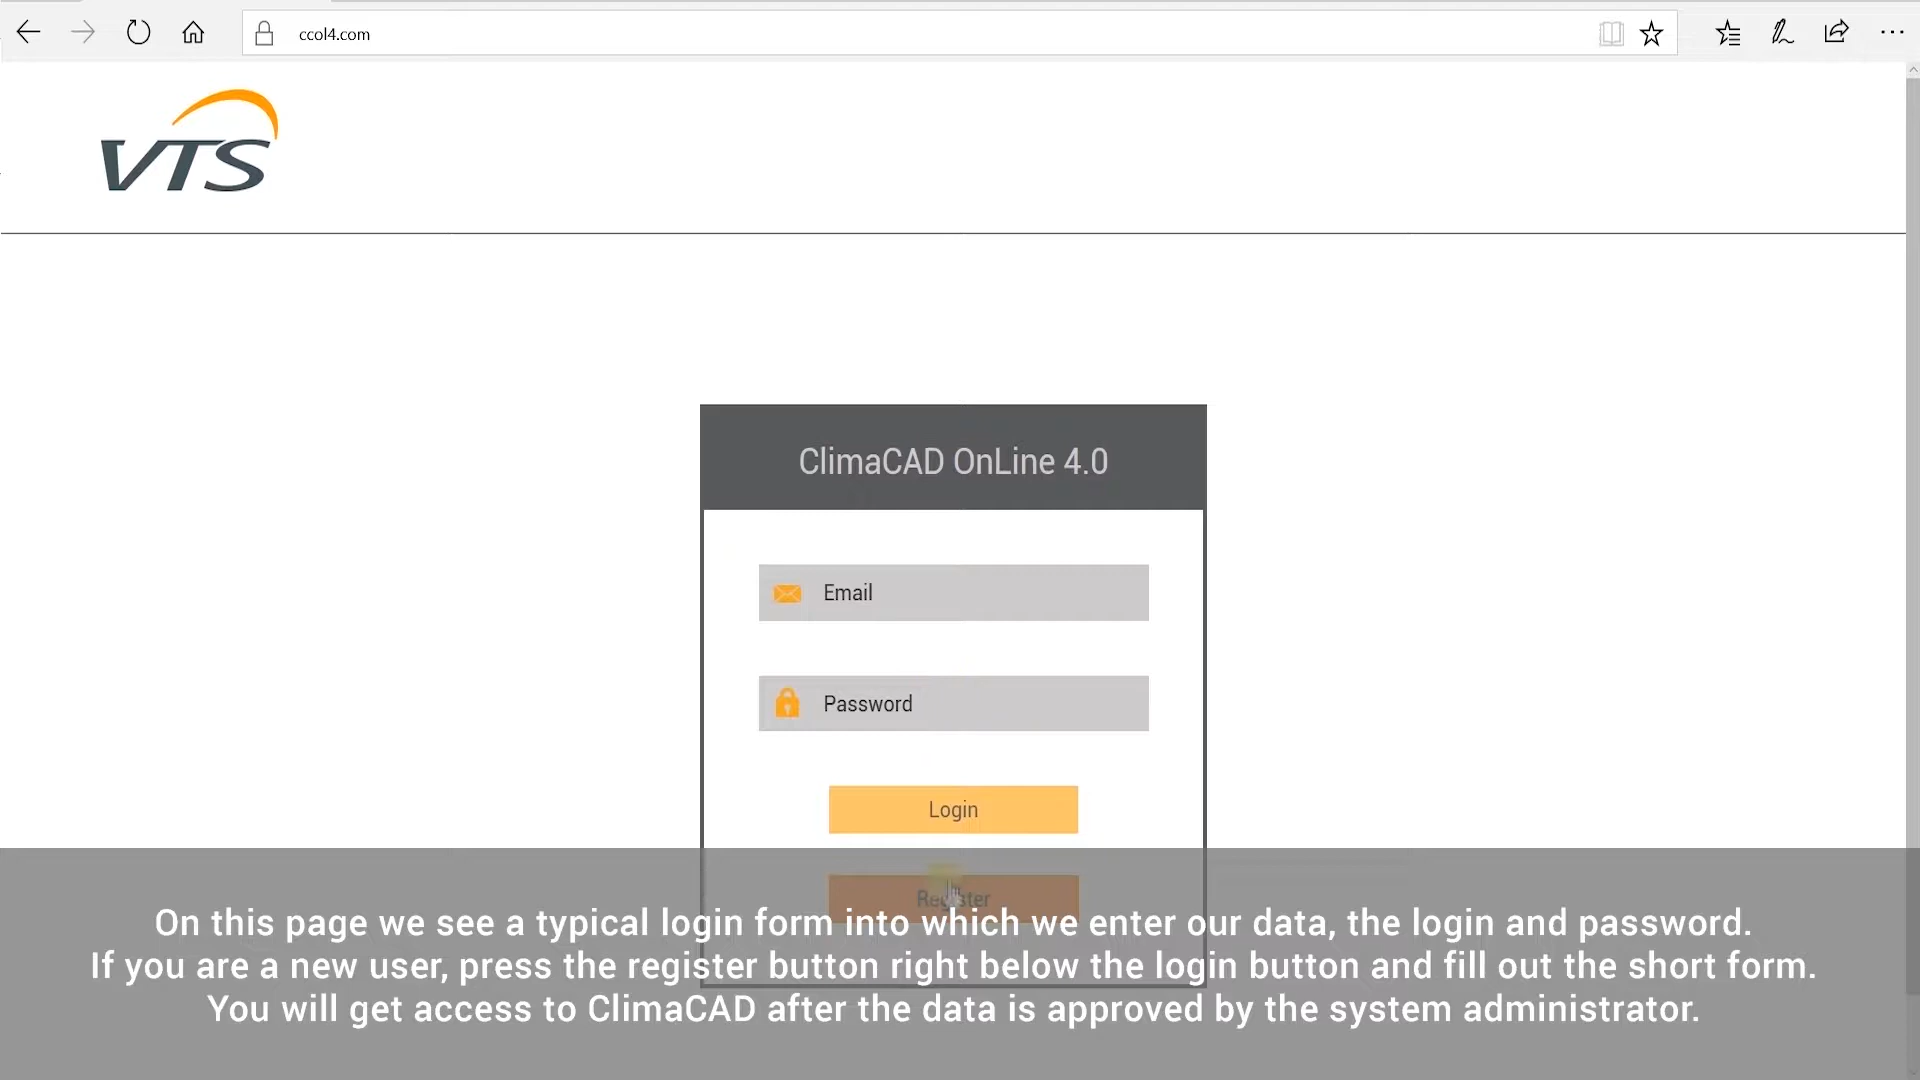 ccol4.com
VTS
ClimaCAD OnLine 4.0
Email
Password
Login
Register
On this page we see a typical login form into which we enter our data, the login and password.
If you are a new user, press the register button right below the login button and fill out the short form.
You will get access to ClimaCAD after the data is approved by the system administrator.